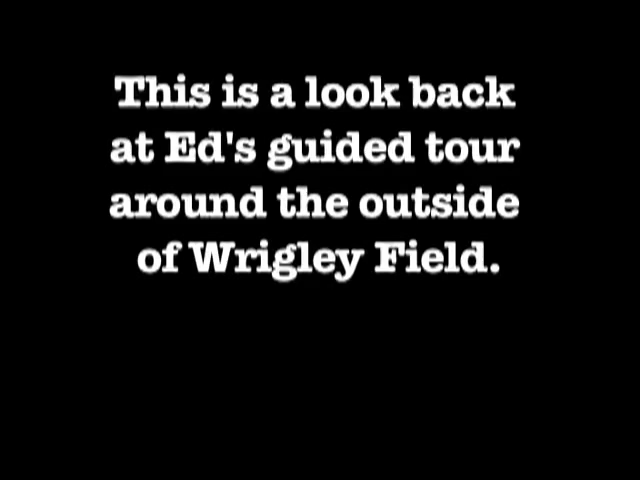 This is a look back
at Ed's guided tour
around the outside
of Wrigley Field.